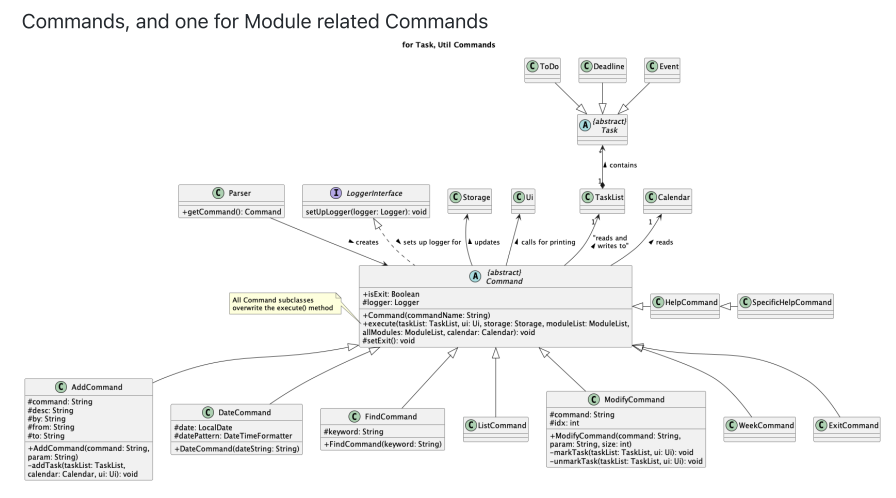 Commands, and one for Module related Commands
for Task, Util Commands
C ToDo
C Deadline
C Event
A {abstract}
Task
*
contains
1
C Parser
+getCommand(): Command
I LoggerInterface
setUpLogger(logger: Logger): void
C Storage
C Ui
C TaskList
C Calendar
1
1
creates
sets up logger for
updates
calls for printing
"reads and
writes to"
reads
A {abstract}
Command
+isExit: Boolean
#logger: Logger
+Command(commandName: String)
+execute(taskList: TaskList, ui: Ui, storage: Storage, moduleList: ModuleList,
allModules: ModuleList, calendar: Calendar): void
#setExit(): void
All Command subclasses
overwrite the execute() method
C HelpCommand
C SpecificHelpCommand
C AddCommand
#command: String
#desc: String
#by: String
#from: String
#to: String
+AddCommand(command: String,
param: String)
-addTask(taskList: TaskList,
calendar: Calendar, ui: Ui): void
C DateCommand
#date: LocalDate
#datePattern: DateTimeFormatter
+DateCommand(dateString: String)
C FindCommand
#keyword: String
+FindCommand(keyword: String)
C ListCommand
C ModifyCommand
#command: String
#idx: int
+ModifyCommand(command: String,
param: String, size: int)
-markTask(taskList: TaskList, ui: Ui): void
-unmarkTask(taskList: TaskList, ui: Ui): void
C WeekCommand
C ExitCommand